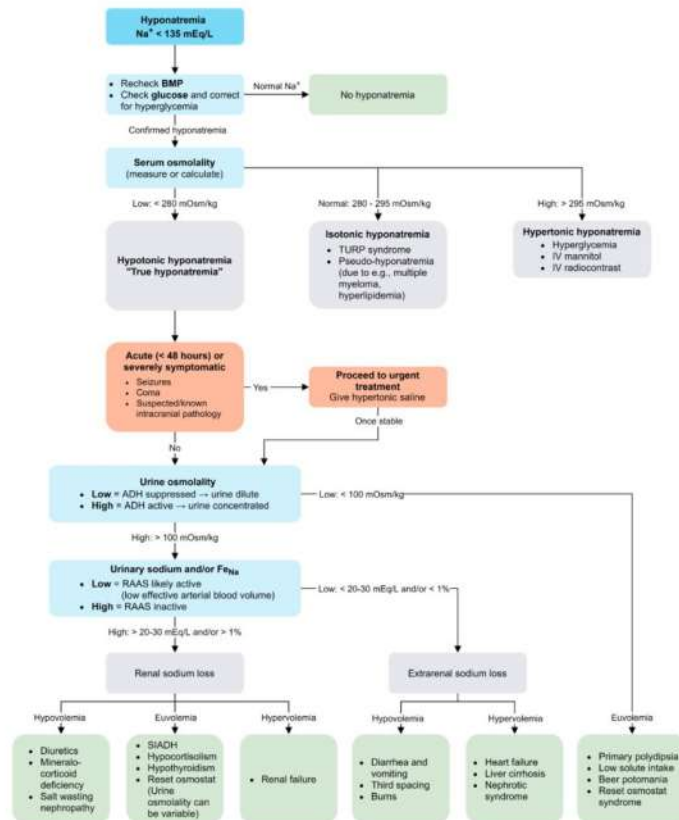 Hyponatremia
Na⁺ < 135 mEq/L
• Recheck BMP
• Check glucose and correct
for hyperglycemia
Normal Na⁺
No hyponatremia
Confirmed hyponatremia
Serum osmolality
(measure or calculate)
Low: < 280 mOsm/kg
Normal: 280 - 295 mOsm/kg
High: > 295 mOsm/kg
Hypotonic hyponatremia
"True hyponatremia"
Isotonic hyponatremia
• TURP syndrome
• Pseudo-hyponatremia
(due to e.g., multiple
myeloma,
hyperlipidemia)
Hypertonic hyponatremia
• Hyperglycemia
• IV mannitol
• IV radiocontrast
Acute (< 48 hours) or
severely symptomatic
• Seizures
• Coma
• Suspected/known
intracranial pathology
Yes
Proceed to urgent
treatment
Give hypertonic saline
Once stable
No
Urine osmolality
• Low = ADH suppressed → urine dilute
• High = ADH active → urine concentrated
Low: < 100 mOsm/kg
High: > 100 mOsm/kg
Urinary sodium and/or FeNa
• Low = RAAS likely active
(low effective arterial blood volume)
• High = RAAS inactive
Low: < 20-30 mEq/L and/or < 1%
High: > 20-30 mEq/L and/or > 1%
Renal sodium loss
Extrarenal sodium loss
Hypovolemia
Euvolemia
Hypervolemia
Hypovolemia
Hypervolemia
Euvolemia
• Diuretics
• Mineralo-
corticoid
deficiency
• Salt wasting
nephropathy
• SIADH
• Hypocortisolism
• Hypothyroidism
• Reset osmostat
(Urine
osmolality can
be variable)
• Renal failure
• Diarrhea and
vomiting
• Third spacing
• Burns
• Heart failure
• Liver cirrhosis
• Nephrotic
syndrome
• Primary polydipsia
• Low solute intake
• Beer potomania
• Reset osmostat
syndrome